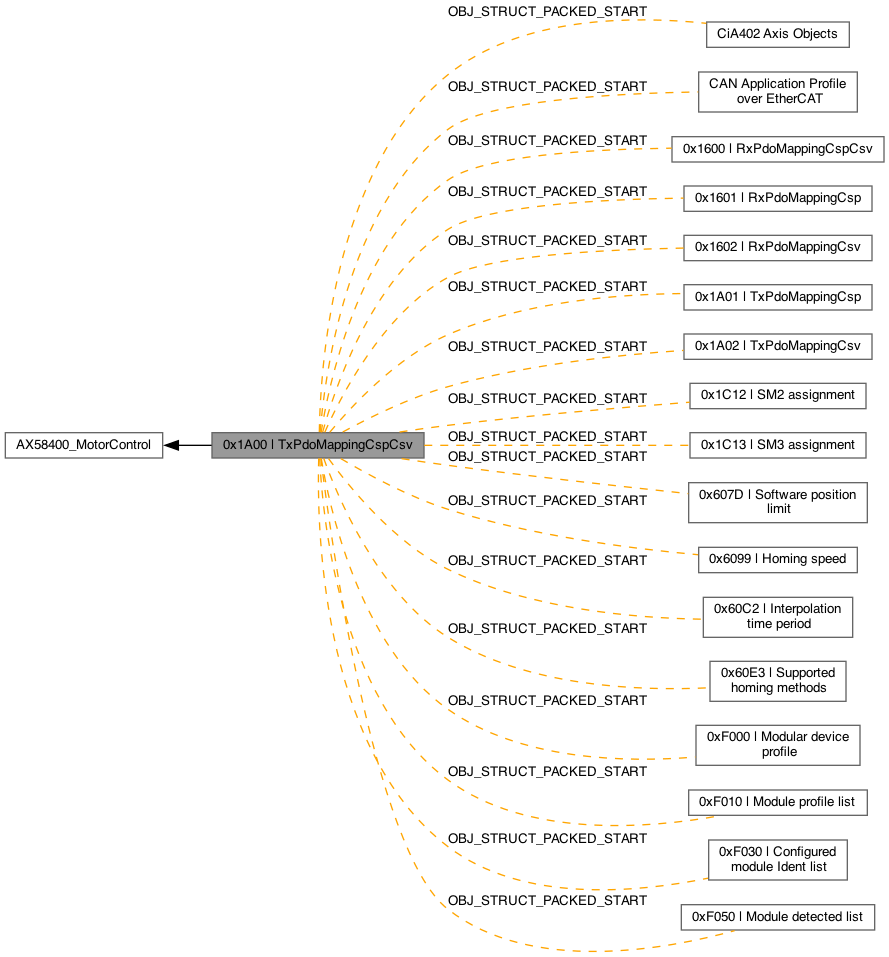 OBJ_STRUCT_PACKED_START
CiA402 Axis Objects
OBJ_STRUCT_PACKED_START
CAN Application Profile
over EtherCAT
OBJ_STRUCT_PACKED_START
0x1600 | RxPdoMappingCspCsv
OBJ_STRUCT_PACKED_START
0x1601 | RxPdoMappingCsp
OBJ_STRUCT_PACKED_START
0x1602 | RxPdoMappingCsv
OBJ_STRUCT_PACKED_START
0x1A01 | TxPdoMappingCsp
OBJ_STRUCT_PACKED_START
0x1A02 | TxPdoMappingCsv
OBJ_STRUCT_PACKED_START
0x1C12 | SM2 assignment
AX58400_MotorControl
0x1A00 | TxPdoMappingCspCsv
OBJ_STRUCT_PACKED_START
0x1C13 | SM3 assignment
OBJ_STRUCT_PACKED_START
0x607D | Software position
limit
OBJ_STRUCT_PACKED_START
0x6099 | Homing speed
OBJ_STRUCT_PACKED_START
0x60C2 | Interpolation
time period
OBJ_STRUCT_PACKED_START
0x60E3 | Supported
homing methods
OBJ_STRUCT_PACKED_START
0xF000 | Modular device
profile
OBJ_STRUCT_PACKED_START
0xF010 | Module profile list
OBJ_STRUCT_PACKED_START
0xF030 | Configured
module Ident list
OBJ_STRUCT_PACKED_START
0xF050 | Module detected list